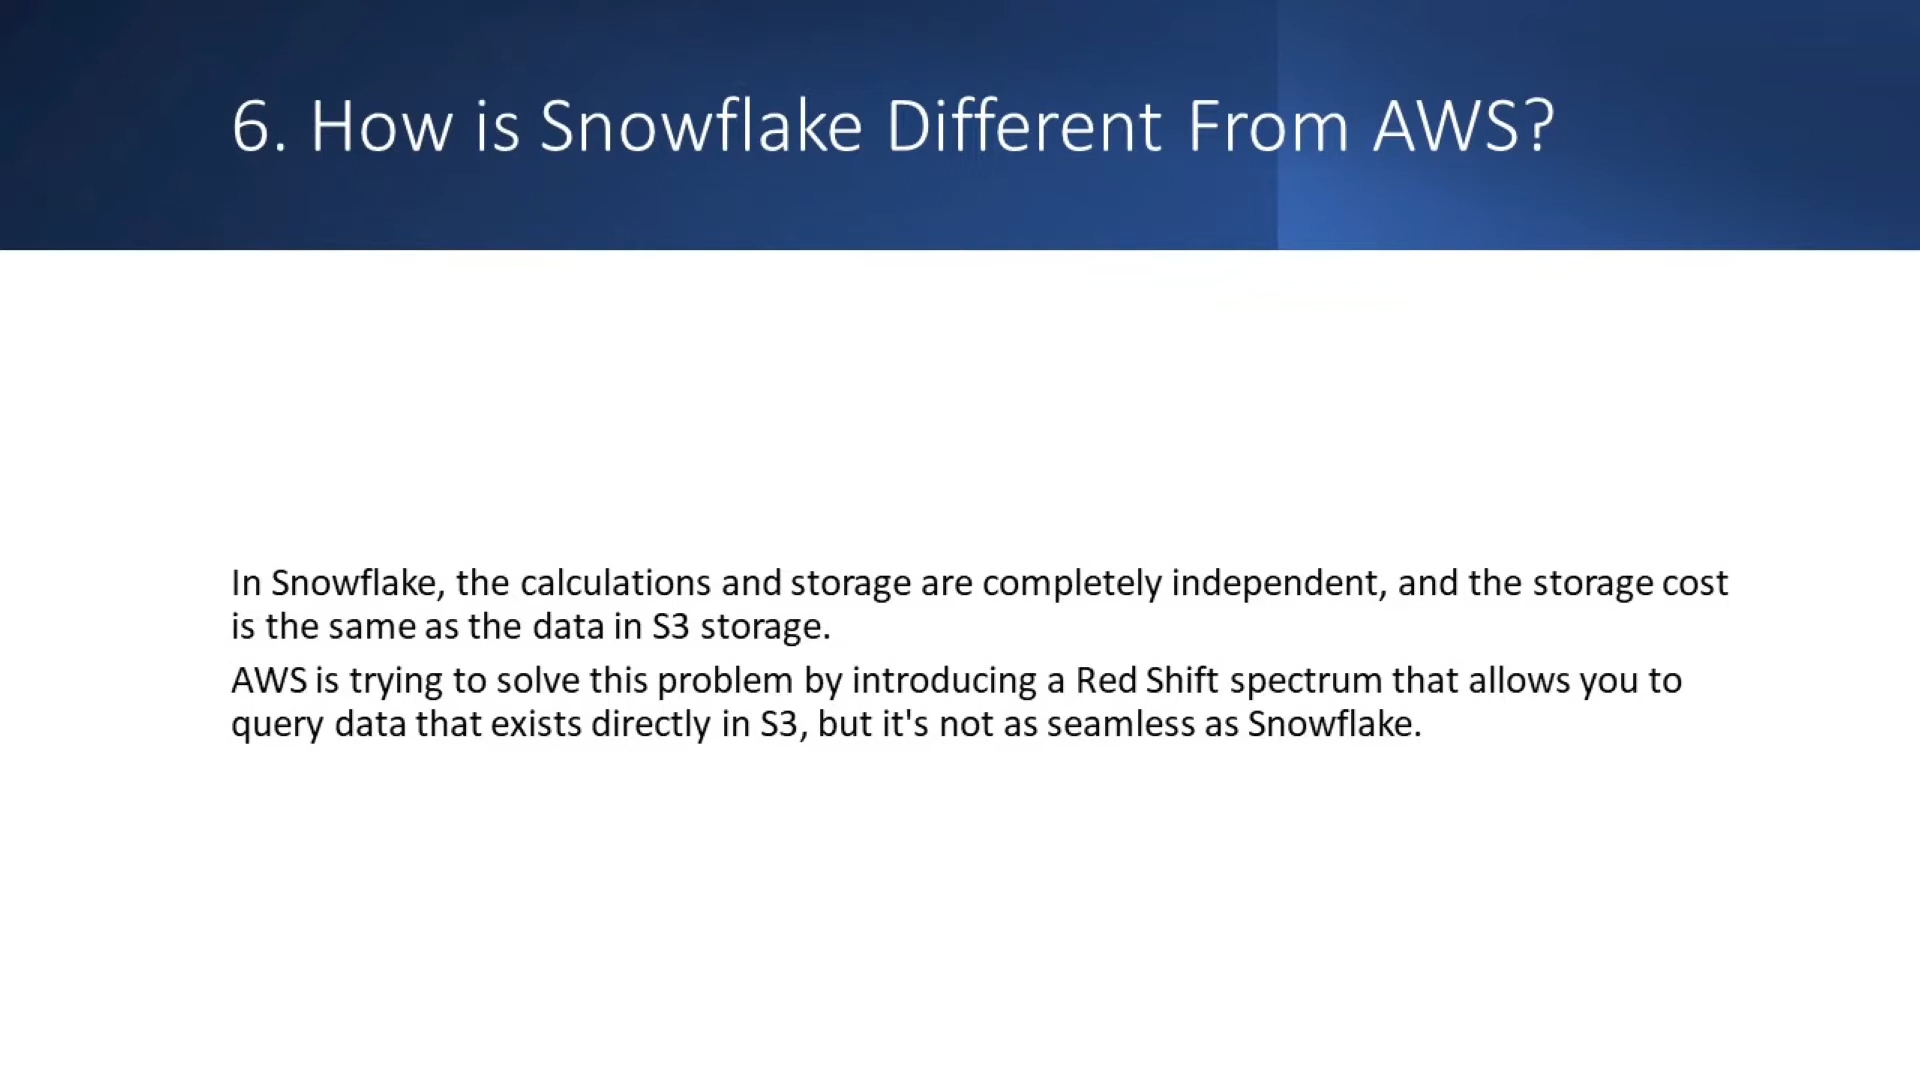 6. How is Snowflake Different From AWS?
In Snowflake, the calculations and storage are completely independent, and the storage cost
is the same as the data in S3 storage.
AWS is trying to solve this problem by introducing a Red Shift spectrum that allows you to
query data that exists directly in S3, but it's not as seamless as Snowflake.